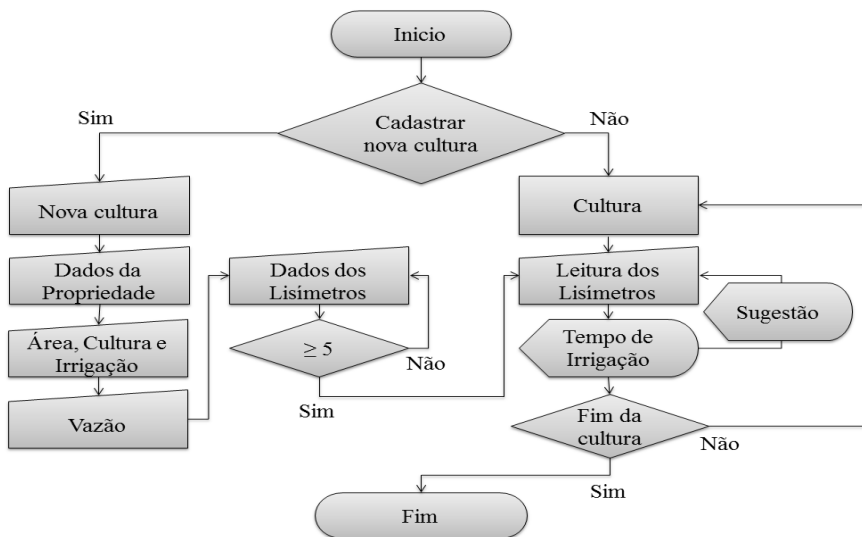 Inicio
Sim
Cadastrar
nova cultura
Não
Nova cultura
Dados da
Propriedade
Área, Cultura e
Irrigação
Vazão
Dados dos
Lisímetros
≥ 5
Não
Sim
Cultura
Leitura dos
Lisímetros
Sugestão
Tempo de
Irrigação
Fim da
cultura
Não
Sim
Fim